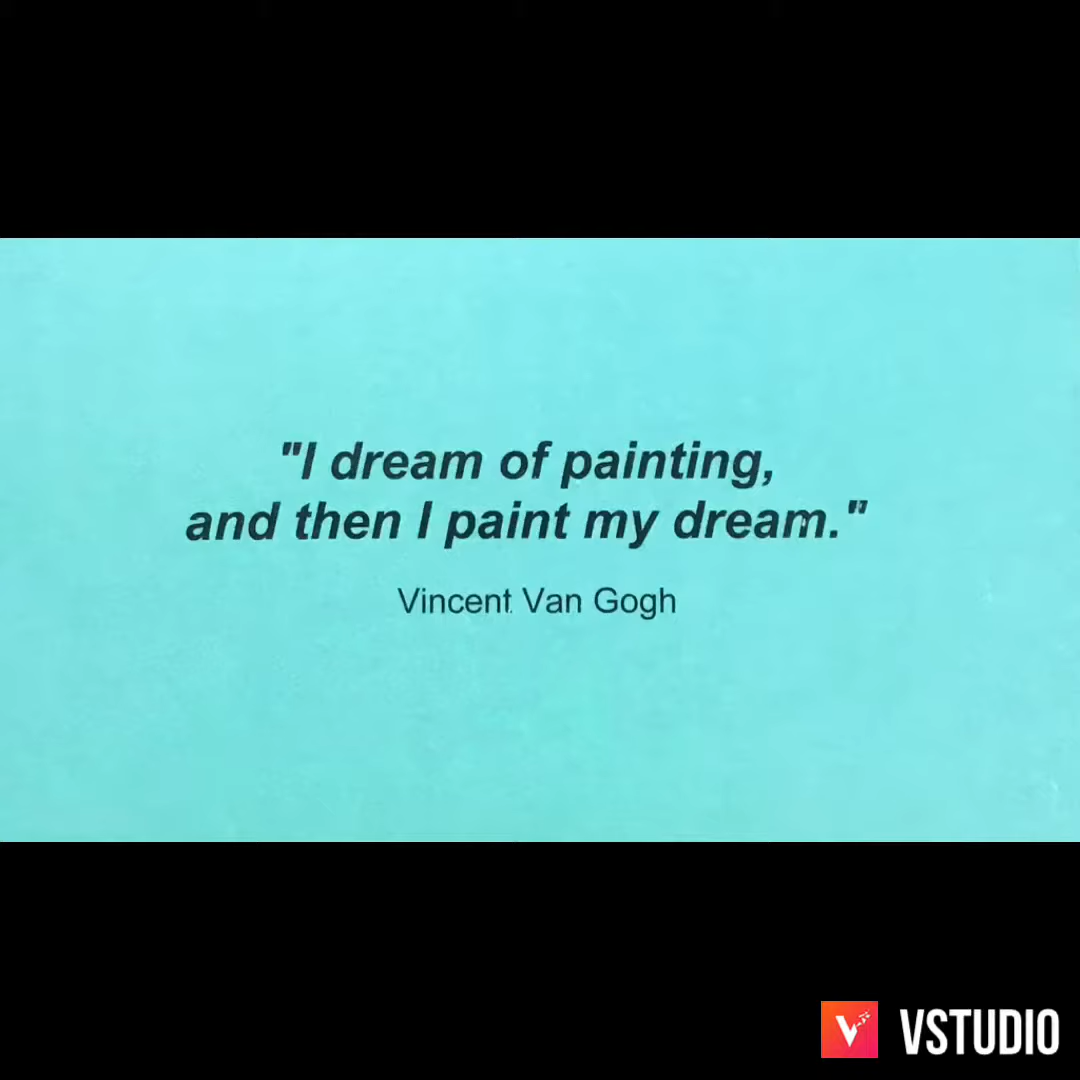 "I dream of painting,
and then I paint my dream."
Vincent Van Gogh
VSTUDIO